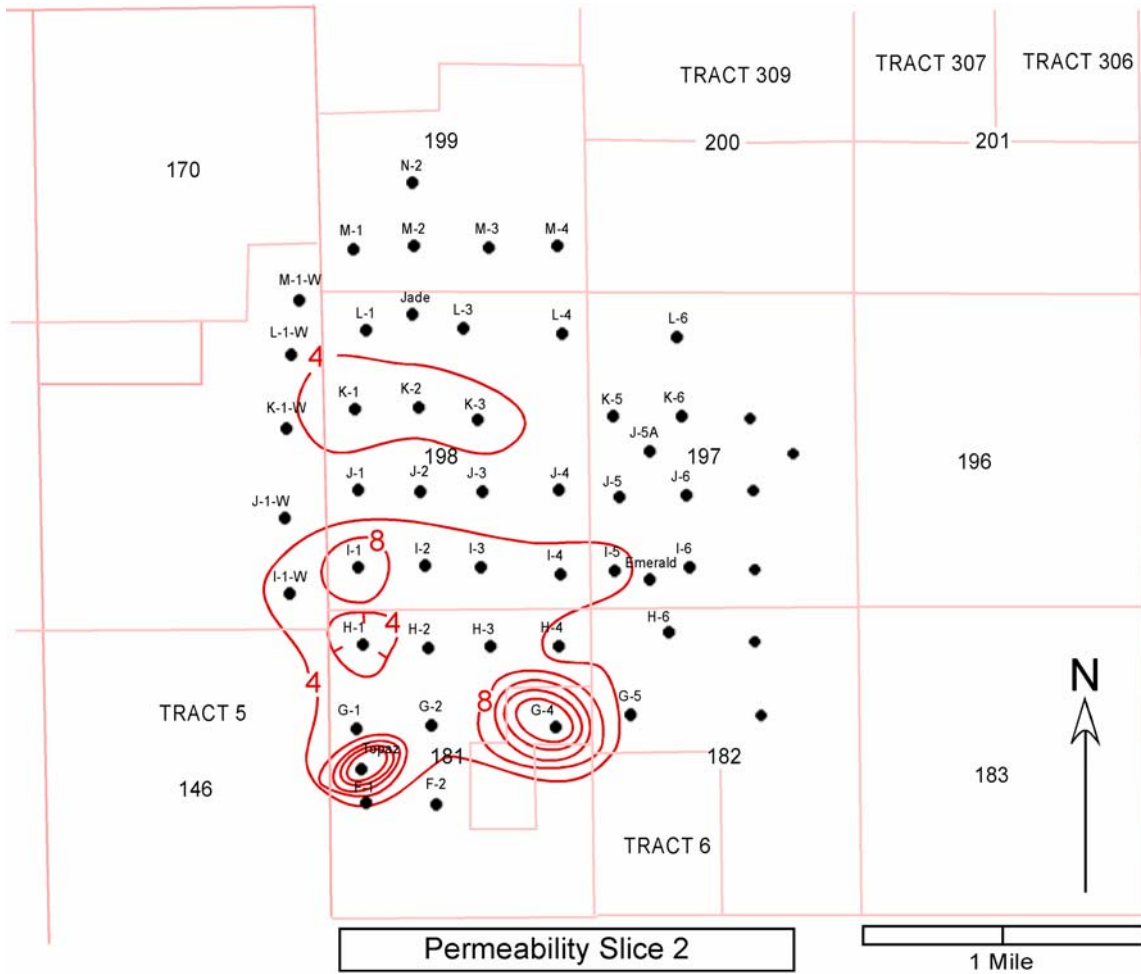 TRACT 309
TRACT 307
TRACT 306
199
200
201
170
N-2
M-1
M-2
M-3
M-4
M-1-W
Jade
L-1
L-3
L-4
L-6
L-1-W
4
K-1
K-2
K-3
K-1-W
K-5
K-6
J-5A
198
197
196
J-1
J-2
J-3
J-4
J-5
J-6
J-1-W
8
I-1
I-2
I-3
I-4
I-5
Emerald
I-6
I-1-W
4
H-1
H-2
H-3
H-4
H-6
4
8
N
TRACT 5
G-1
G-2
G-4
G-5
Topaz
181
182
183
146
F-1
F-2
TRACT 6
Permeability Slice 2
1 Mile